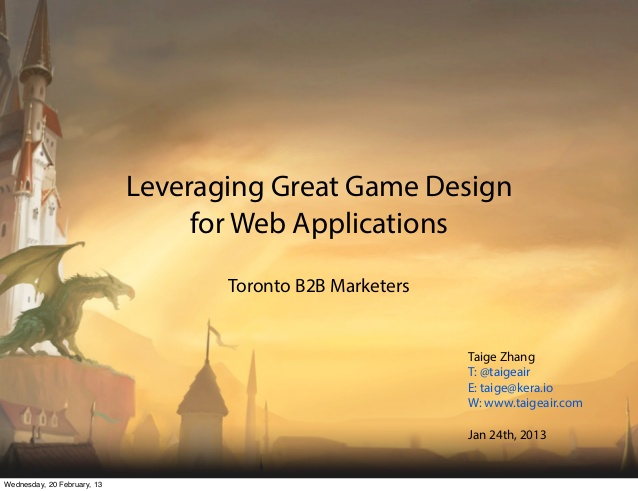 Leveraging Great Game Design
for Web Applications
Toronto B2B Marketers
Taige Zhang
T: @taigeair
E: taige@kera.io
W: www.taigeair.com
Jan 24th, 2013
Wednesday, 20 February, 13